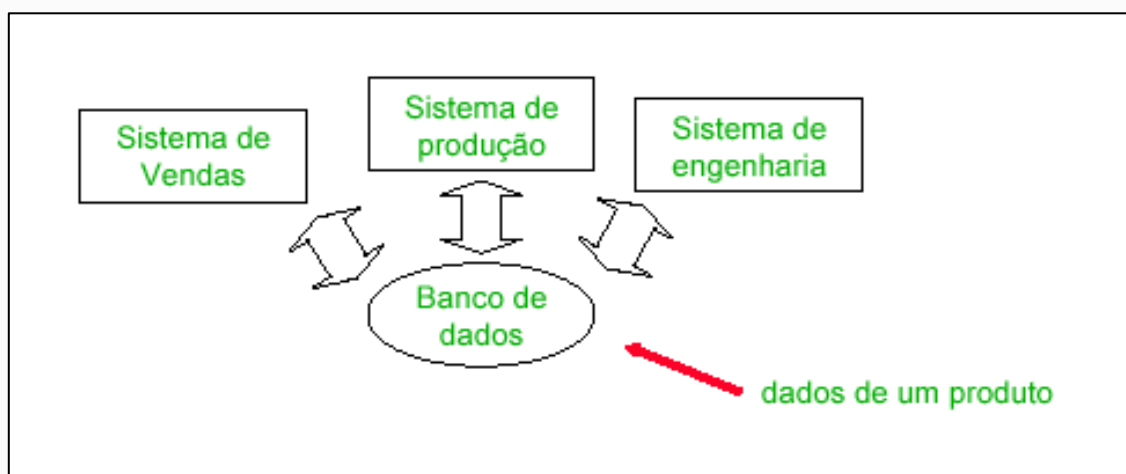 Sistema de
Vendas
Sistema de
produção
Sistema de
engenharia
Banco de
dados
dados de um produto